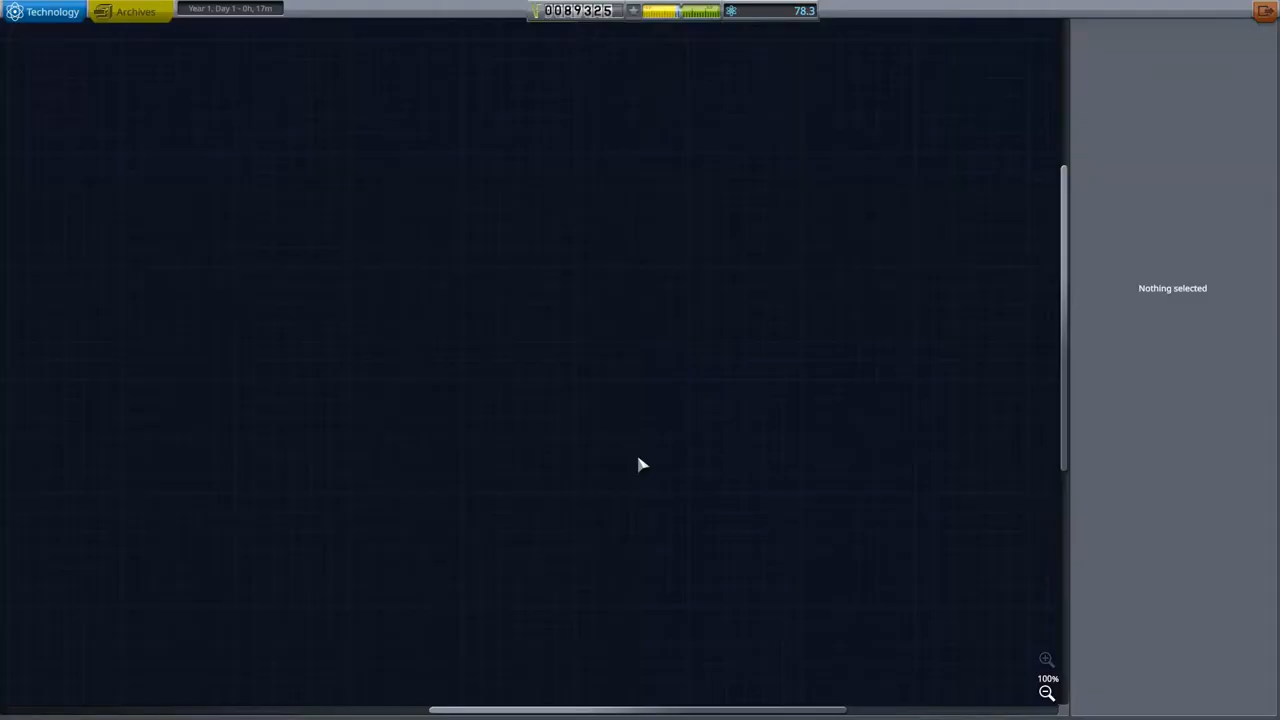 Technology
Archives
Year 1, Day 1 - 0h, 17m
0089325
78.3
Nothing selected
100%